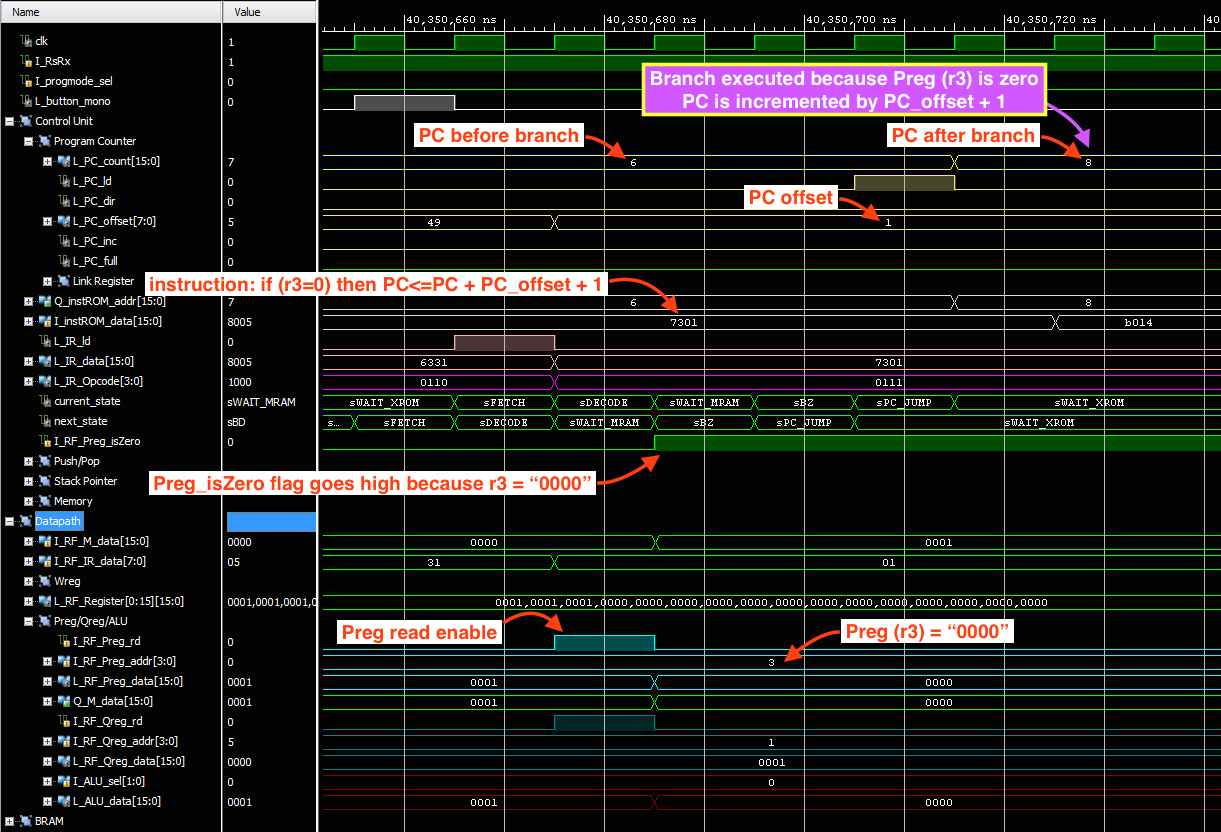 Name Value
40,350,660 ns 40,350,680 ns 40,350,700 ns 40,350,720 ns
clk 1
I_RsRx 1
I_progmode_sel 0
L_button_mono 0
Branch executed because Preg (r3) is zero
PC is incremented by PC_offset + 1
Control Unit
PC before branch PC after branch
Program Counter
L_PC_count[15:0] 7 6 8
L_PC_ld 0
L_PC_dir 0
PC offset
L_PC_offset[7:0] 5 49 1
L_PC_inc 0
L_PC_full 0
Link Register
instruction: if (r3=0) then PC<=PC + PC_offset + 1
Q_instROM_addr[15:0] 7 6 8
I_instROM_data[15:0] 8005 7301 b014
L_IR_ld 0
L_IR_data[15:0] 8005 6331 7301
L_IR_Opcode[3:0] 1000 0110 0111
current_state sWAIT_MRAM sWAIT_XROM sFETCH sDECODE sWAIT_MRAM sBZ sPC_JUMP sWAIT_XROM
next_state sBD s... sFETCH sDECODE sWAIT_MRAM sBZ sPC_JUMP sWAIT_XROM
I_RF_Preg_isZero 0
Push/Pop
Stack Pointer
Preg_isZero flag goes high because r3 = “0000”
Memory
Datapath
I_RF_M_data[15:0] 0000 0000 0001
I_RF_IR_data[7:0] 05 31 01
Wreg
L_RF_Register[0:15][15:0] 0001,0001,0001,0 0001,0001,0001,0000,0000,0000,0000,0000,0000,0000,0000,0000,0000,0000,0000,0000
Preg/Qreg/ALU
Preg read enable Preg (r3) = “0000”
I_RF_Preg_rd 0
I_RF_Preg_addr[3:0] 0 3
L_RF_Preg_data[15:0] 0001 0001 0000
Q_M_data[15:0] 0001 0001 0000
I_RF_Qreg_rd 0
I_RF_Qreg_addr[3:0] 5 1
L_RF_Qreg_data[15:0] 0000 0001
I_ALU_sel[1:0] 0 0
L_ALU_data[15:0] 0001 0001 0000
BRAM